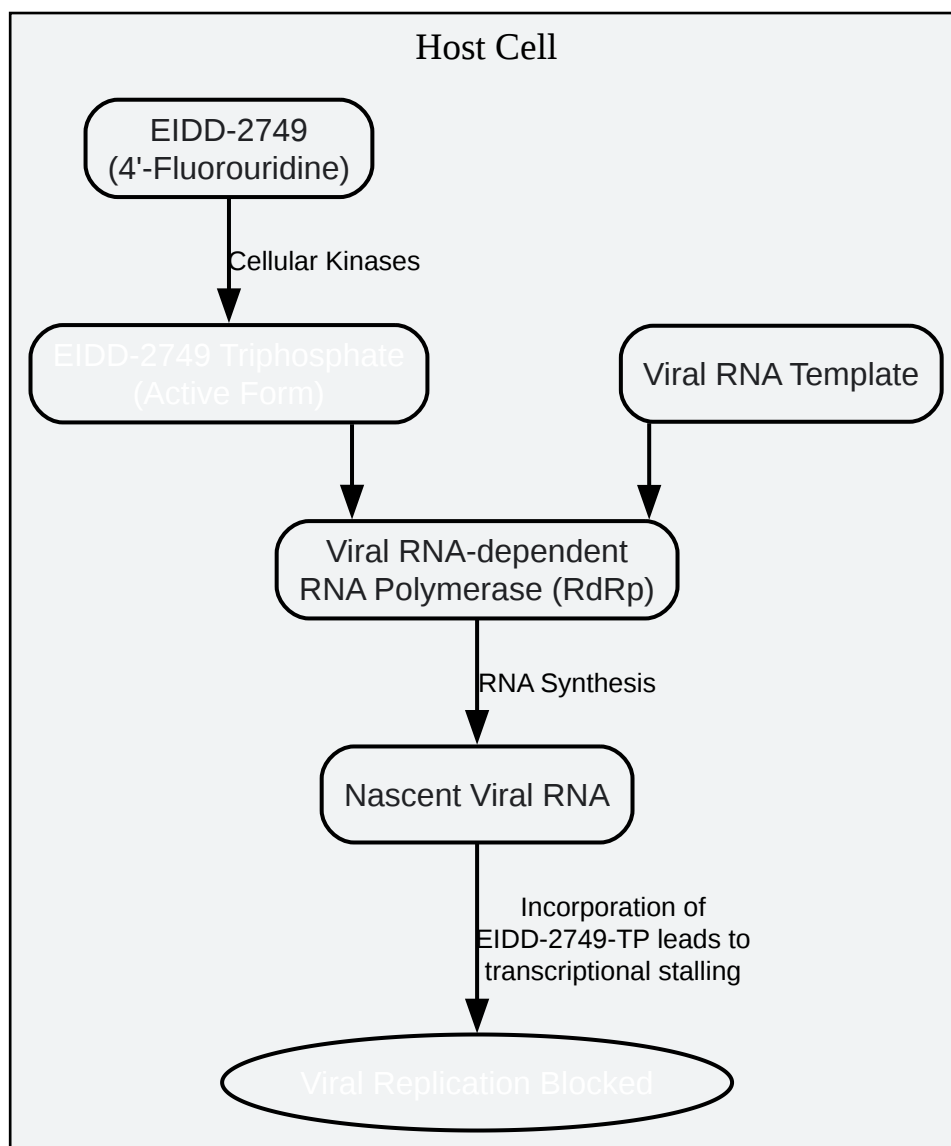 Host Cell
EIDD-2749
(4'-Fluorouridine)
Cellular Kinases
EIDD-2749 Triphosphate
(Active Form)
Viral RNA Template
Viral RNA-dependent
RNA Polymerase (RdRp)
RNA Synthesis
Nascent Viral RNA
Incorporation of
EIDD-2749-TP leads to
transcriptional stalling
Viral Replication Blocked